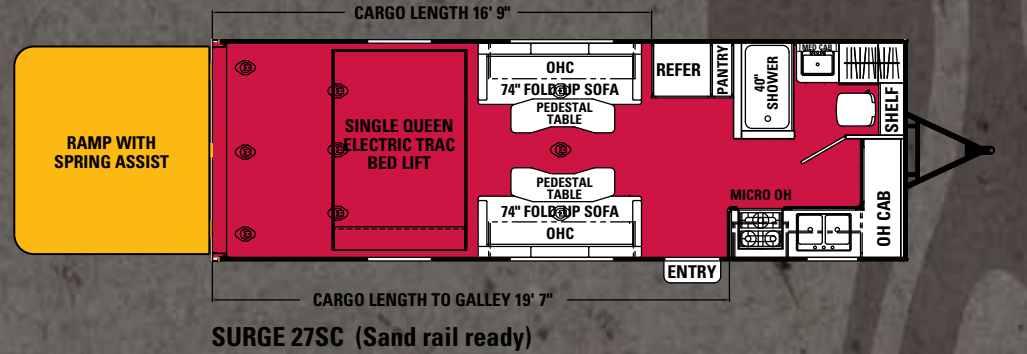 CARGO LENGTH 16' 9"
RAMP WITH
SPRING ASSIST
SINGLE QUEEN
ELECTRIC TRAC
BED LIFT
OHC
74" FOLD UP SOFA
PEDESTAL
TABLE
PEDESTAL
TABLE
74" FOLD UP SOFA
OHC
REFER
PANTRY
40"
SHOWER
MED CAB
SHELF
MICRO OH
OH CAB
ENTRY
CARGO LENGTH TO GALLEY 19' 7"
SURGE 27SC (Sand rail ready)